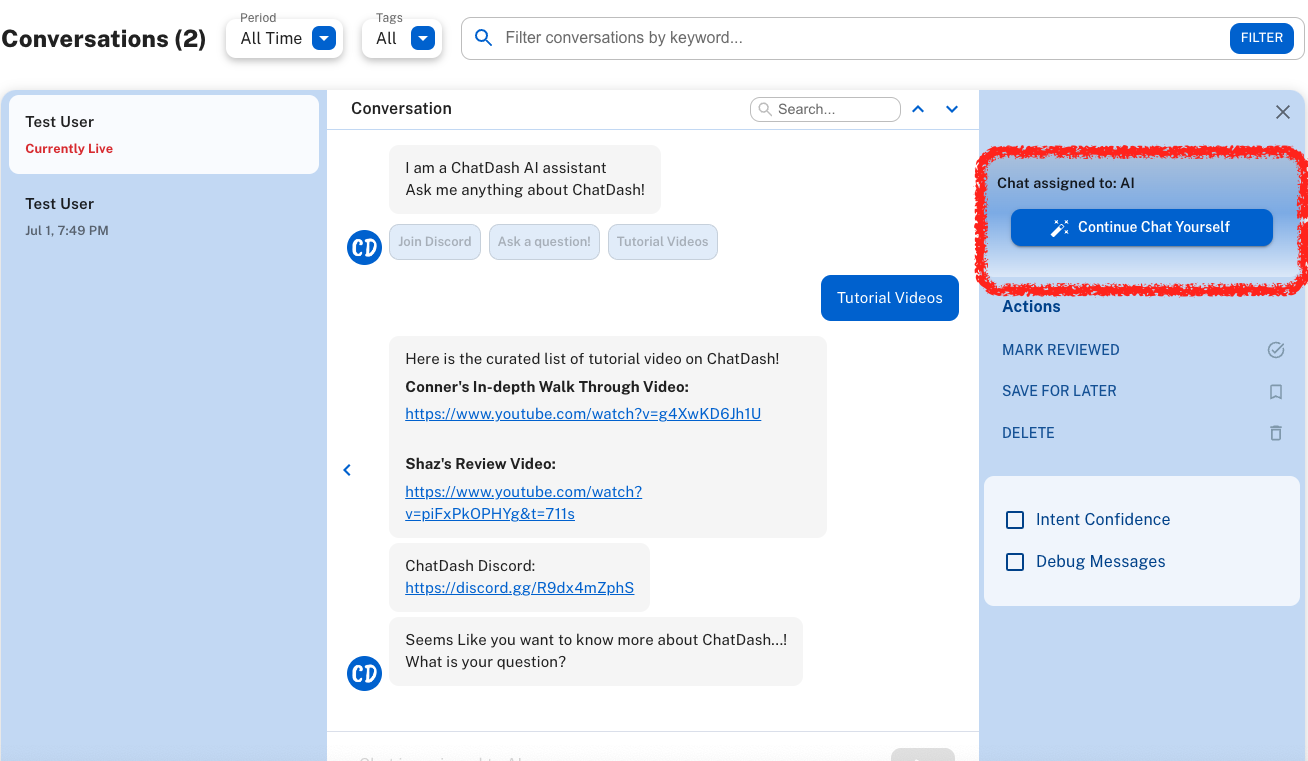 Conversations (2)
Period
All Time
Tags
All
Filter conversations by keyword...
FILTER
Test User
Currently Live
Test User
Jul 1, 7:49 PM
Conversation
Search...
I am a ChatDash AI assistant
Ask me anything about ChatDash!
CD
Join Discord
Ask a question!
Tutorial Videos
Tutorial Videos
Here is the curated list of tutorial video on ChatDash!
Conner's In-depth Walk Through Video:
https://www.youtube.com/watch?v=g4XwKD6Jh1U
Shaz's Review Video:
https://www.youtube.com/watch?
v=piFxPkOPHYg&t=711s
ChatDash Discord:
https://discord.gg/R9dx4mZphS
Seems Like you want to know more about ChatDash...!
What is your question?
CD
Chat assigned to: AI
Continue Chat Yourself
Actions
MARK REVIEWED
SAVE FOR LATER
DELETE
Intent Confidence
Debug Messages